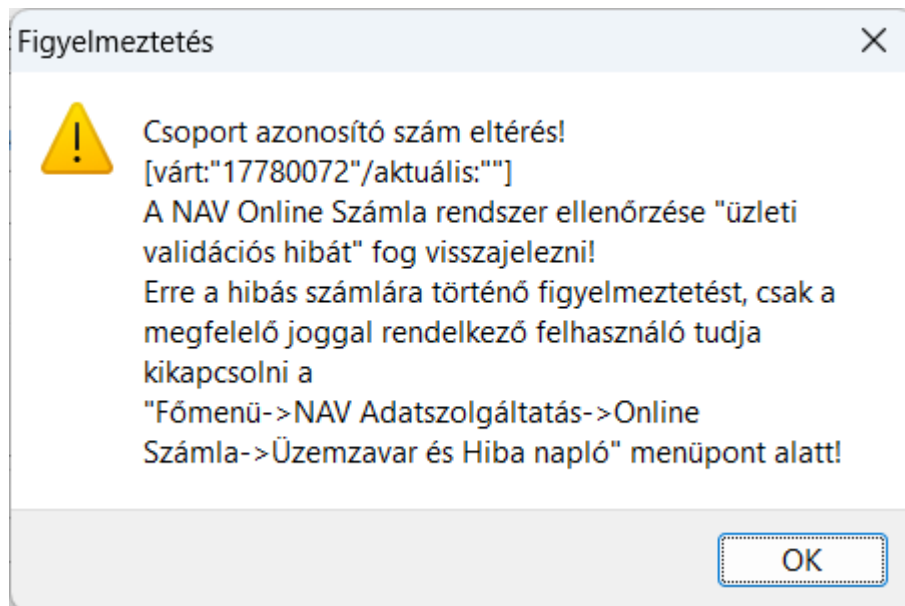 Figyelmeztetés
Csoport azonosító szám eltérés!
[várt:"17780072"/aktuális:""]
A NAV Online Számla rendszer ellenőrzése "üzleti
validációs hibát" fog visszajelezni!
Erre a hibás számlára történő figyelmeztetést, csak a
megfelelő joggal rendelkező felhasználó tudja
kikapcsolni a
"Főmenü->NAV Adatszolgáltatás->Online
Számla->Üzemzavar és Hiba napló" menüpont alatt!
OK